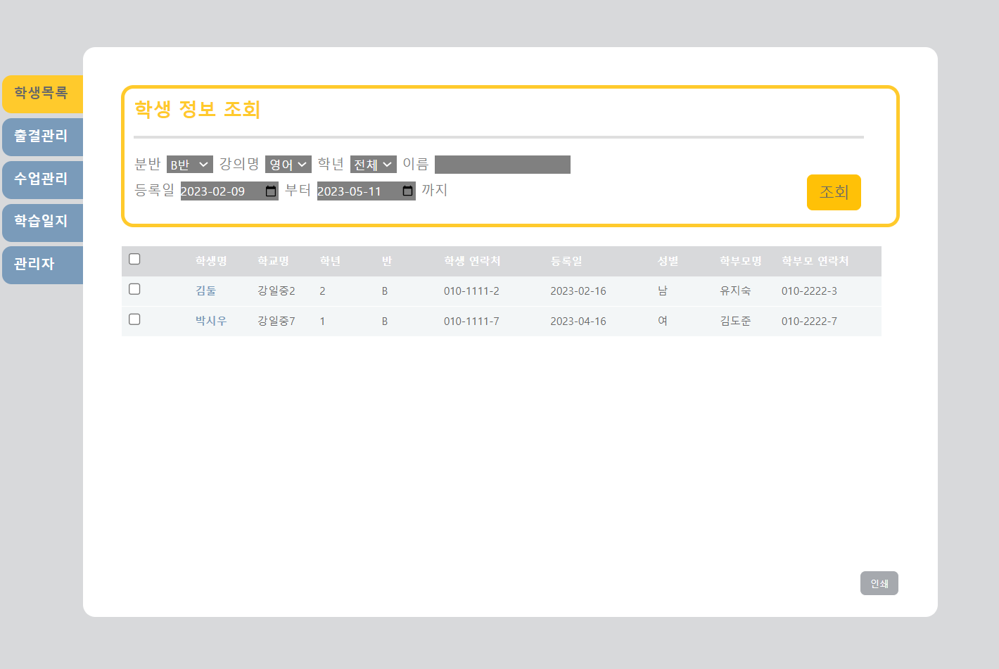 학생목록
출결관리
수업관리
학습일지
관리자
학생 정보 조회
분반 B반 강의명 영어 학년 전체 이름
등록일 2023-02-09 부터 2023-05-11 까지
조회
학생명 학교명 학년 반 학생 연락처 등록일 성별 학부모명 학부모 연락처
김둘 강일중2 2 B 010-1111-2 2023-02-16 남 유지숙 010-2222-3
박시우 강일중7 1 B 010-1111-7 2023-04-16 여 김도준 010-2222-7
인쇄